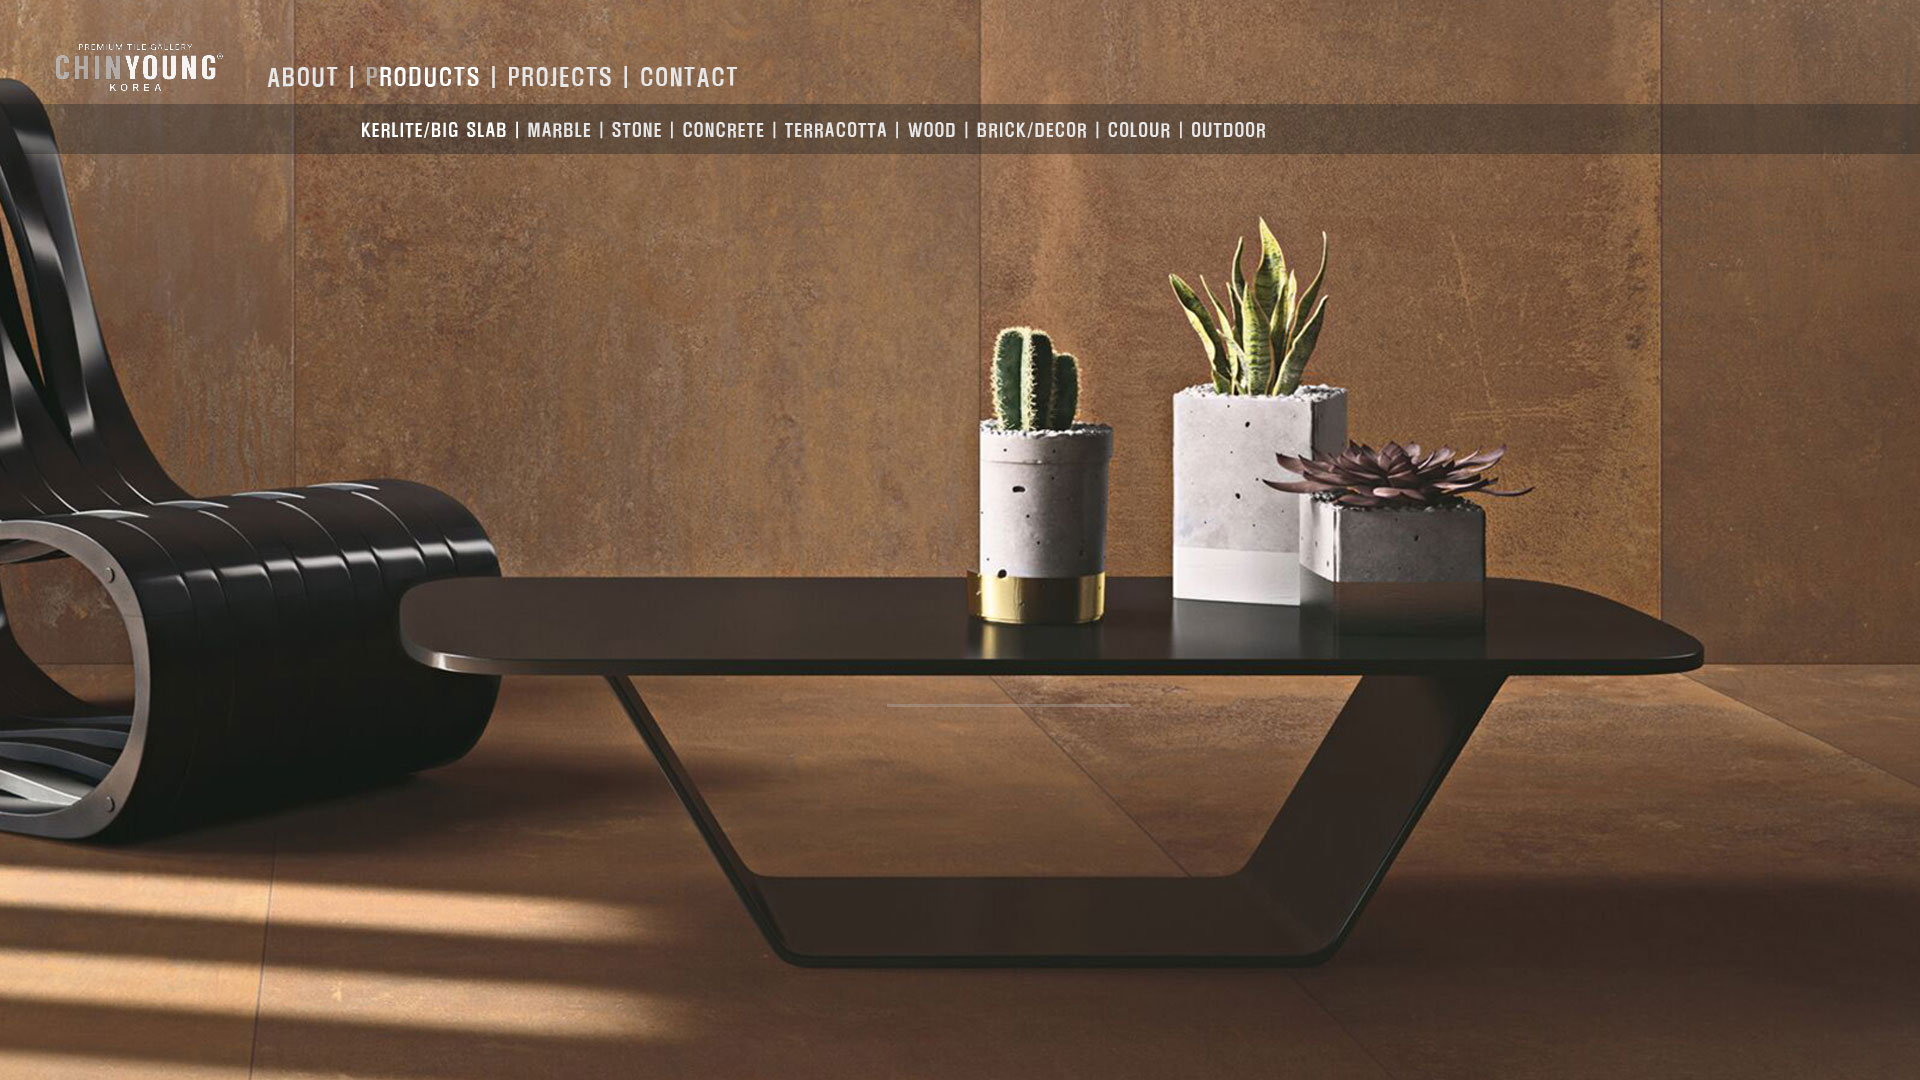 PREMIUM TILE GALLERY
CHINYOUNG®
KOREA
ABOUT | PRODUCTS | PROJECTS | CONTACT
KERLITE/BIG SLAB | MARBLE | STONE | CONCRETE | TERRACOTTA | WOOD | BRICK/DECOR | COLOUR | OUTDOOR